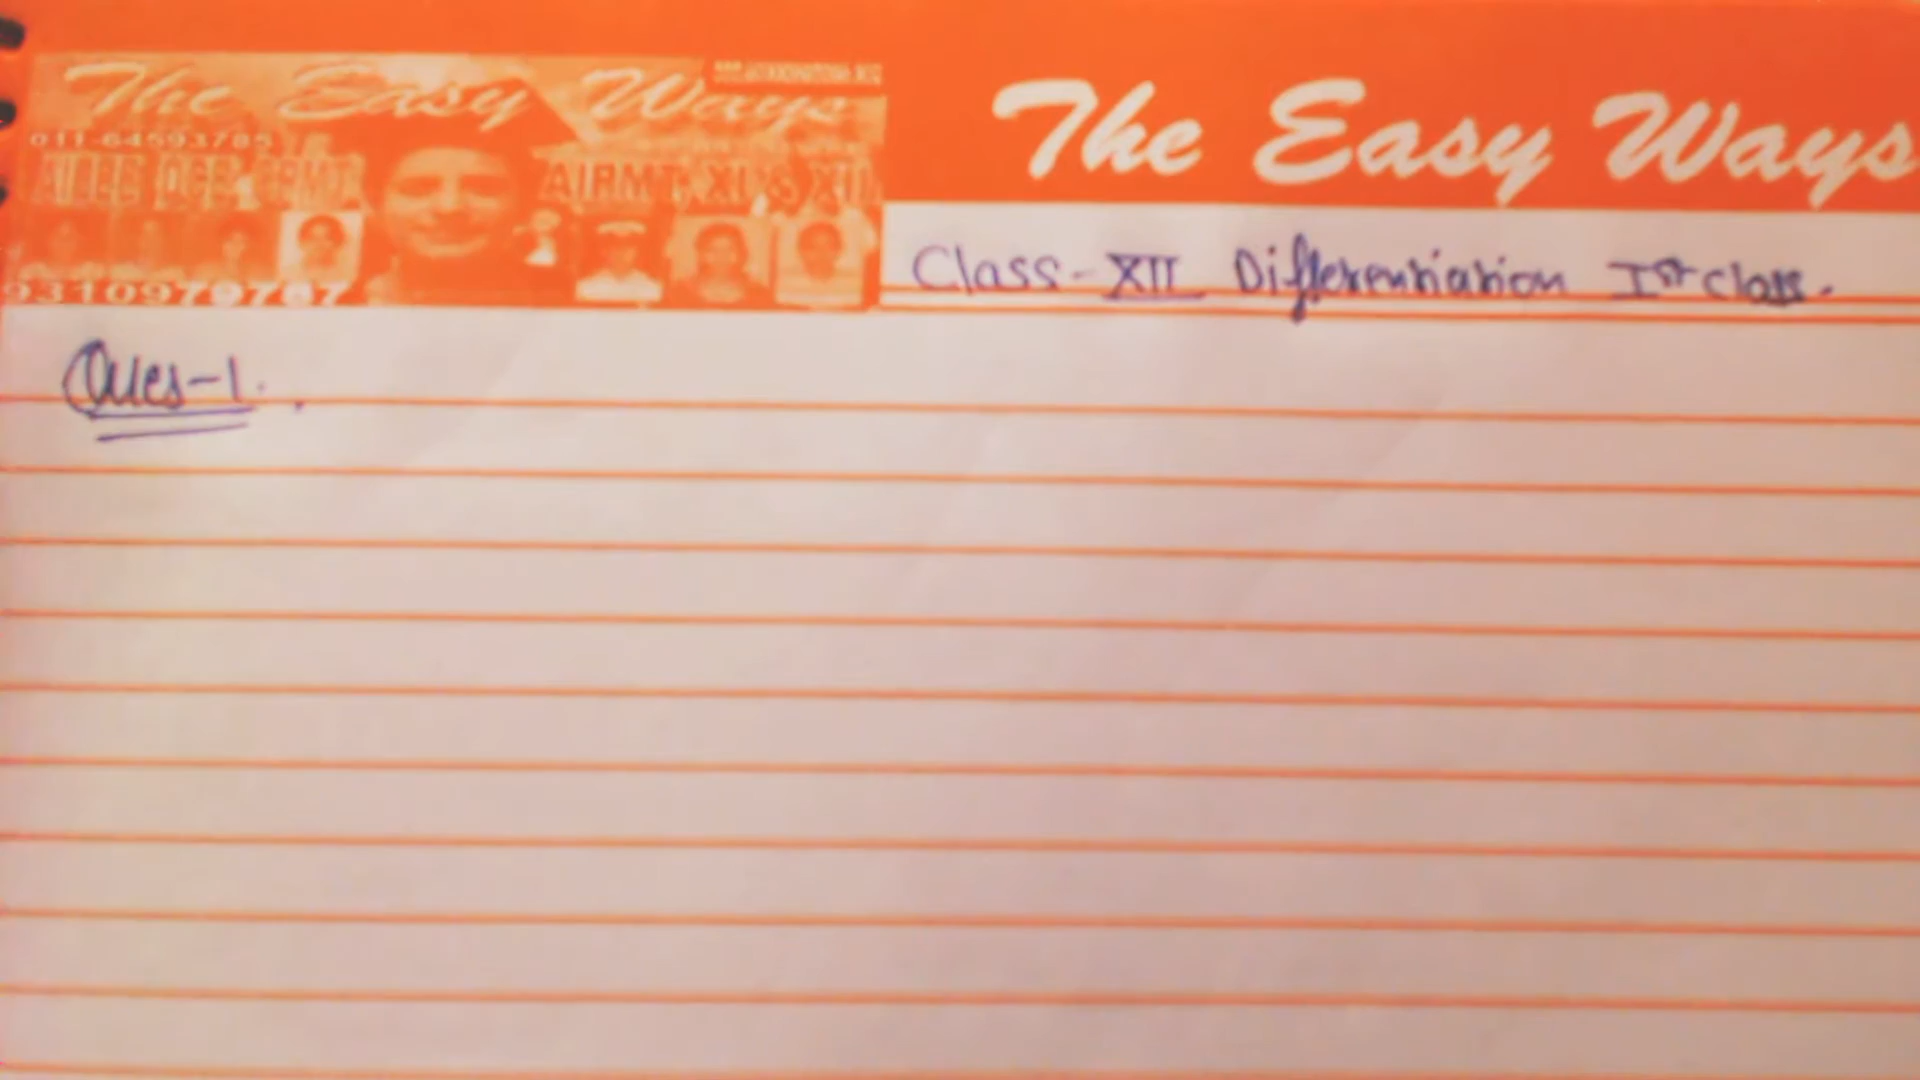 The Easy Ways
011-64593785
AIRMT, XI & XII
9310979787
The Easy Ways
Class-XII Differentiation Ist class.
Ques-1.